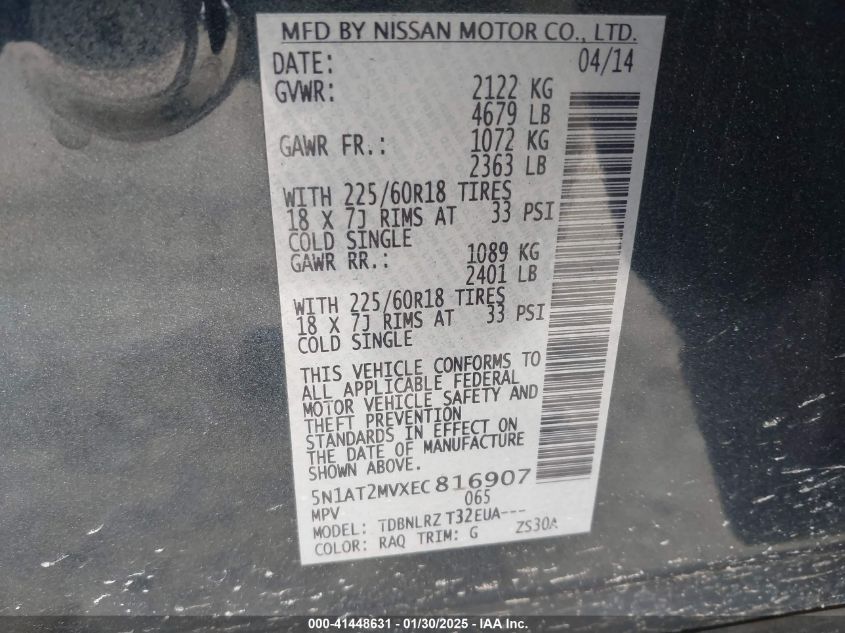 MFD BY NISSAN MOTOR CO., LTD.
DATE: 04/14
GVWR: 2122 KG
4679 LB
GAWR FR.: 1072 KG
2363 LB
WITH 225/60R18 TIRES
18 X 7J RIMS AT 33 PSI
COLD SINGLE
GAWR RR.: 1089 KG
2401 LB
WITH 225/60R18 TIRES
18 X 7J RIMS AT 33 PSI
COLD SINGLE
THIS VEHICLE CONFORMS TO
ALL APPLICABLE FEDERAL
MOTOR VEHICLE SAFETY AND
THEFT PREVENTION
STANDARDS IN EFFECT ON
THE DATE OF MANUFACTURE
SHOWN ABOVE.
5N1AT2MVXEC816907
MPV 065
MODEL: TDBNLRZ T32EUA--- ZS30A
COLOR: RAQ TRIM: G
000-41448631 - 01/30/2025 - IAA Inc.